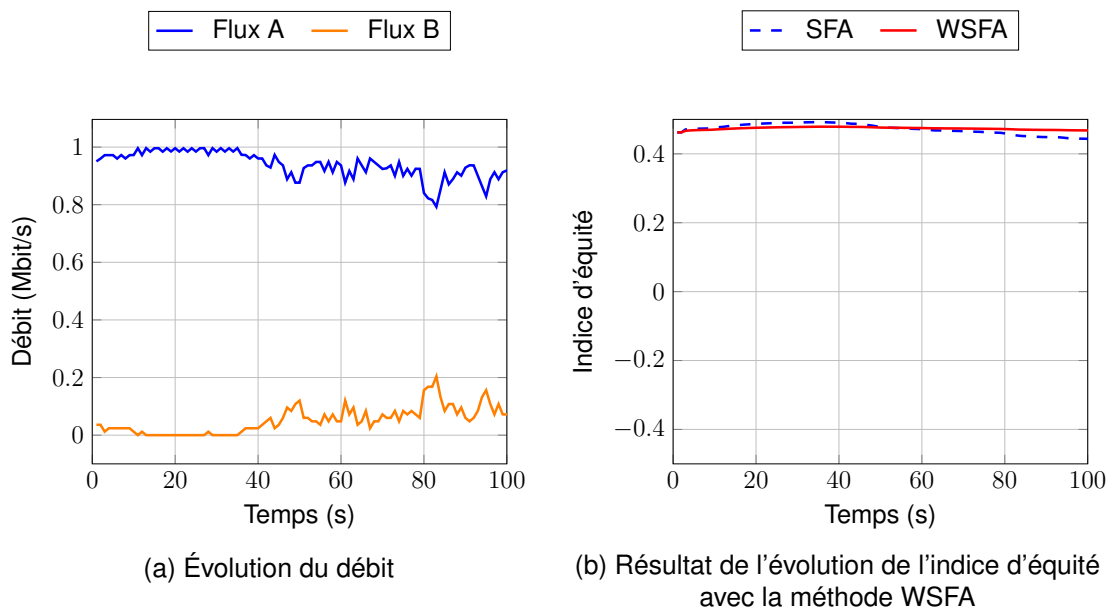 Flux A Flux B
1
0.8
0.6
0.4
0.2
0
0 20 40 60 80 100
Débit (Mbit/s)
Temps (s)
(a) Évolution du débit
SFA WSFA
0.4
0.2
0
−0.2
−0.4
0 20 40 60 80 100
Indice d'équité
Temps (s)
(b) Résultat de l'évolution de l'indice d'équité
avec la méthode WSFA